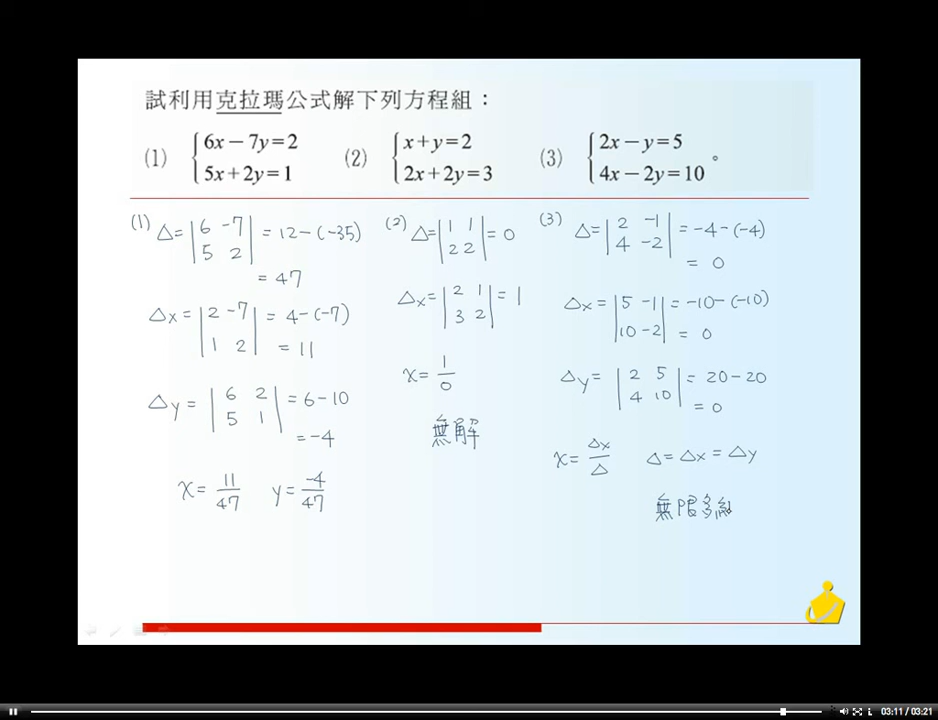 試利用克拉瑪公式解下列方程組：
(1) { 6x－7y=2
5x+2y=1
(2) { x+y=2
2x+2y=3
(3) { 2x－y=5
4x－2y=10 。
(1) △= | 6 -7 | = 12-(-35)
| 5 2 |
= 47
△x = | 2 -7 | = 4-(-7)
| 1 2 | = 11
△y = | 6 2 | = 6-10
| 5 1 |
= -4
x = 11/47 y = -4/47
(2) △= | 1 1 | = 0
| 2 2 |
△x = | 2 1 | = 1
| 3 2 |
x = 1/0
無解
(3) △= | 2 -1 | = -4-(-4)
| 4 -2 |
= 0
△x = | 5 -1 | = -10-(-10)
| 10 -2 | = 0
△y = | 2 5 | = 20-20
| 4 10 |
= 0
x = △x/△ △ = △x = △y
無限多組
03:11 / 03:21